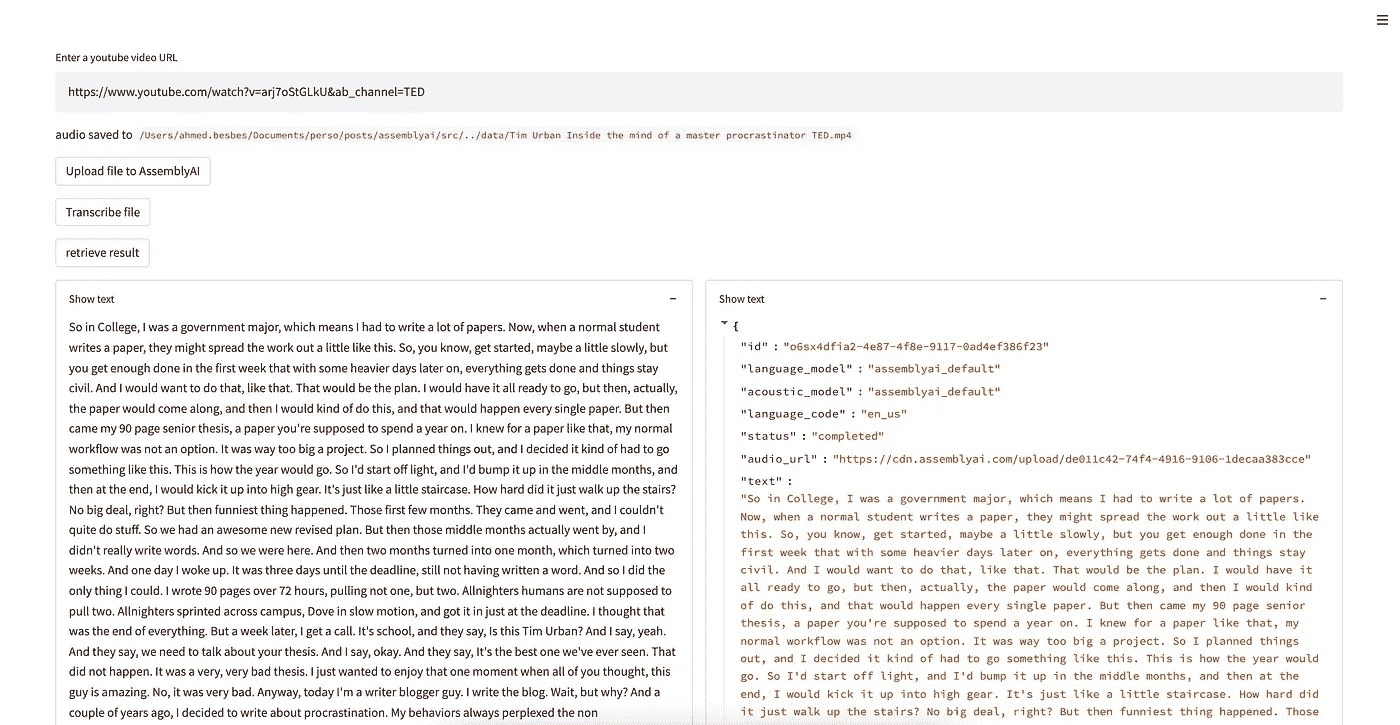 Enter a youtube video URL
https://www.youtube.com/watch?v=arj7oStGLkU&ab_channel=TED
audio saved to /Users/ahmed.besbes/Documents/perso/posts/assemblyai/src/../data/Tim Urban Inside the mind of a master procrastinator TED.mp4
Upload file to AssemblyAI
Transcribe file
retrieve result
Show text
So in College, I was a government major, which means I had to write a lot of papers. Now, when a normal student
writes a paper, they might spread the work out a little like this. So, you know, get started, maybe a little slowly, but
you get enough done in the first week that with some heavier days later on, everything gets done and things stay
civil. And I would want to do that, like that. That would be the plan. I would have it all ready to go, but then, actually,
the paper would come along, and then I would kind of do this, and that would happen every single paper. But then
came my 90 page senior thesis, a paper you're supposed to spend a year on. I knew for a paper like that, my normal
workflow was not an option. It was way too big a project. So I planned things out, and I decided it kind of had to go
something like this. This is how the year would go. So I'd start off light, and I'd bump it up in the middle months, and
then at the end, I would kick it up into high gear. It's just like a little staircase. How hard did it just walk up the stairs?
No big deal, right? But then funniest thing happened. Those first few months. They came and went, and I couldn't
quite do stuff. So we had an awesome new revised plan. But then those middle months actually went by, and I
didn't really write words. And so we were here. And then two months turned into one month, which turned into two
weeks. And one day I woke up. It was three days until the deadline, still not having written a word. And so I did the
only thing I could. I wrote 90 pages over 72 hours, pulling not one, but two. Allnighters humans are not supposed to
pull two. Allnighters sprinted across campus, Dove in slow motion, and got it in just at the deadline. I thought that
was the end of everything. But a week later, I get a call. It's school, and they say, Is this Tim Urban? And I say, yeah.
And they say, we need to talk about your thesis. And I say, okay. And they say, It's the best one we've ever seen. That
did not happen. It was a very, very bad thesis. I just wanted to enjoy that one moment when all of you thought, this
guy is amazing. No, it was very bad. Anyway, today I'm a writer blogger guy. I write the blog. Wait, but why? And a
couple of years ago, I decided to write about procrastination. My behaviors always perplexed the non
Show text
{
"id" : "o6sx4dfia2-4e87-4f8e-9117-0ad4ef386f23"
"language_model" : "assemblyai_default"
"acoustic_model" : "assemblyai_default"
"language_code" : "en_us"
"status" : "completed"
"audio_url" : "https://cdn.assemblyai.com/upload/de011c42-74f4-4916-9106-1decaa383cce"
"text" :
"So in College, I was a government major, which means I had to write a lot of papers.
Now, when a normal student writes a paper, they might spread the work out a little like
this. So, you know, get started, maybe a little slowly, but you get enough done in the
first week that with some heavier days later on, everything gets done and things stay
civil. And I would want to do that, like that. That would be the plan. I would have it
all ready to go, but then, actually, the paper would come along, and then I would kind
of do this, and that would happen every single paper. But then came my 90 page senior
thesis, a paper you're supposed to spend a year on. I knew for a paper like that, my
normal workflow was not an option. It was way too big a project. So I planned things
out, and I decided it kind of had to go something like this. This is how the year would
go. So I'd start off light, and I'd bump it up in the middle months, and then at the
end, I would kick it up into high gear. It's just like a little staircase. How hard did
it just walk up the stairs? No big deal, right? But then funniest thing happened. Those